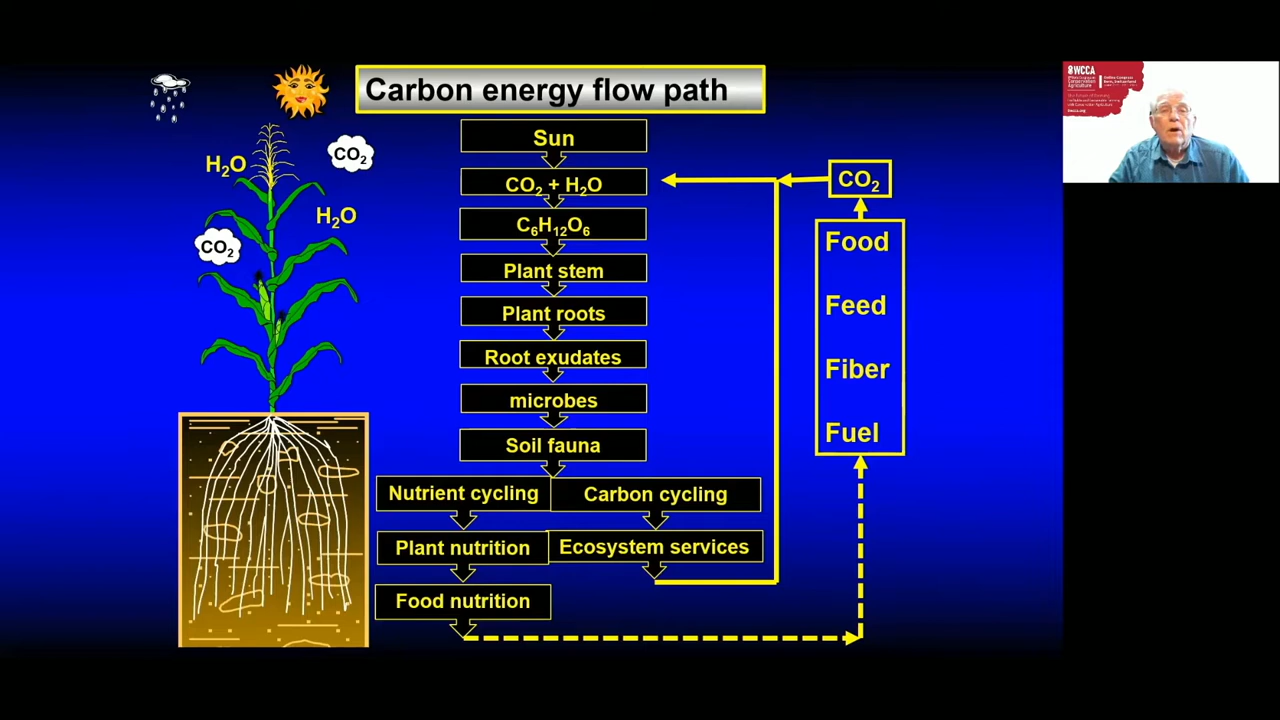 Carbon energy flow path
Sun
CO₂ + H₂O
C₆H₁₂O₆
Plant stem
Plant roots
Root exudates
microbes
Soil fauna
Nutrient cycling
Carbon cycling
Plant nutrition
Ecosystem services
Food nutrition
H₂O
CO₂
H₂O
CO₂
CO₂
Food
Feed
Fiber
Fuel
WCCA